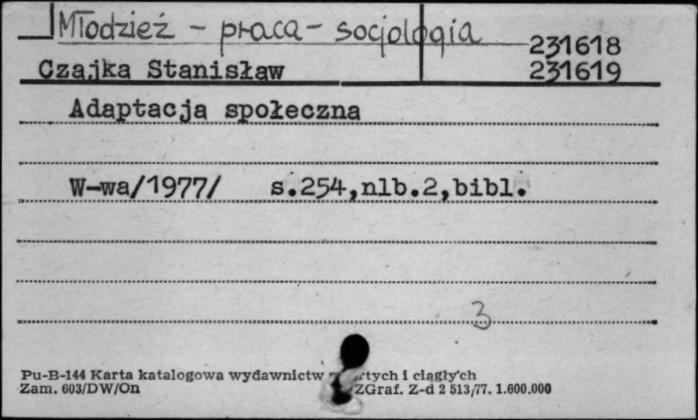 Młodzież - praca - socjologia
231618
Czajka Stanisław 231619
Adaptacja społeczna
W-wa/1977/ s.254,nlb.2,bibl.
3
Pu-B-144 Karta katalogowa wydawnictw i ciągłych
Zam. 603/DW/On ZGraf. Z-d 2 513/77. 1.600.000